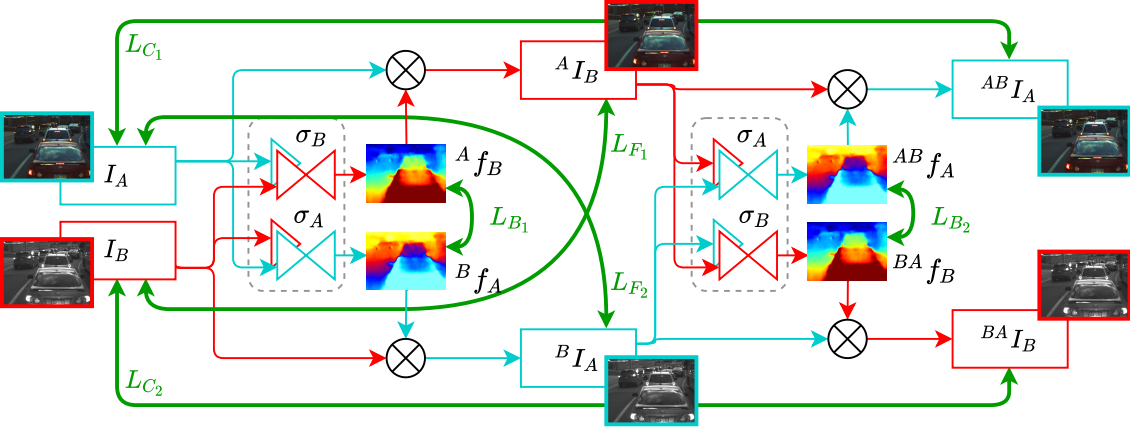 L_{C_1}
^{A}I_B
^{AB}I_A
σ_B
σ_A
L_{F_1}
^{A}f_B
^{AB}f_A
I_A
L_{B_1}
L_{B_2}
σ_A
σ_B
I_B
^{B}f_A
^{BA}f_B
L_{F_2}
^{B}I_A
^{BA}I_B
L_{C_2}